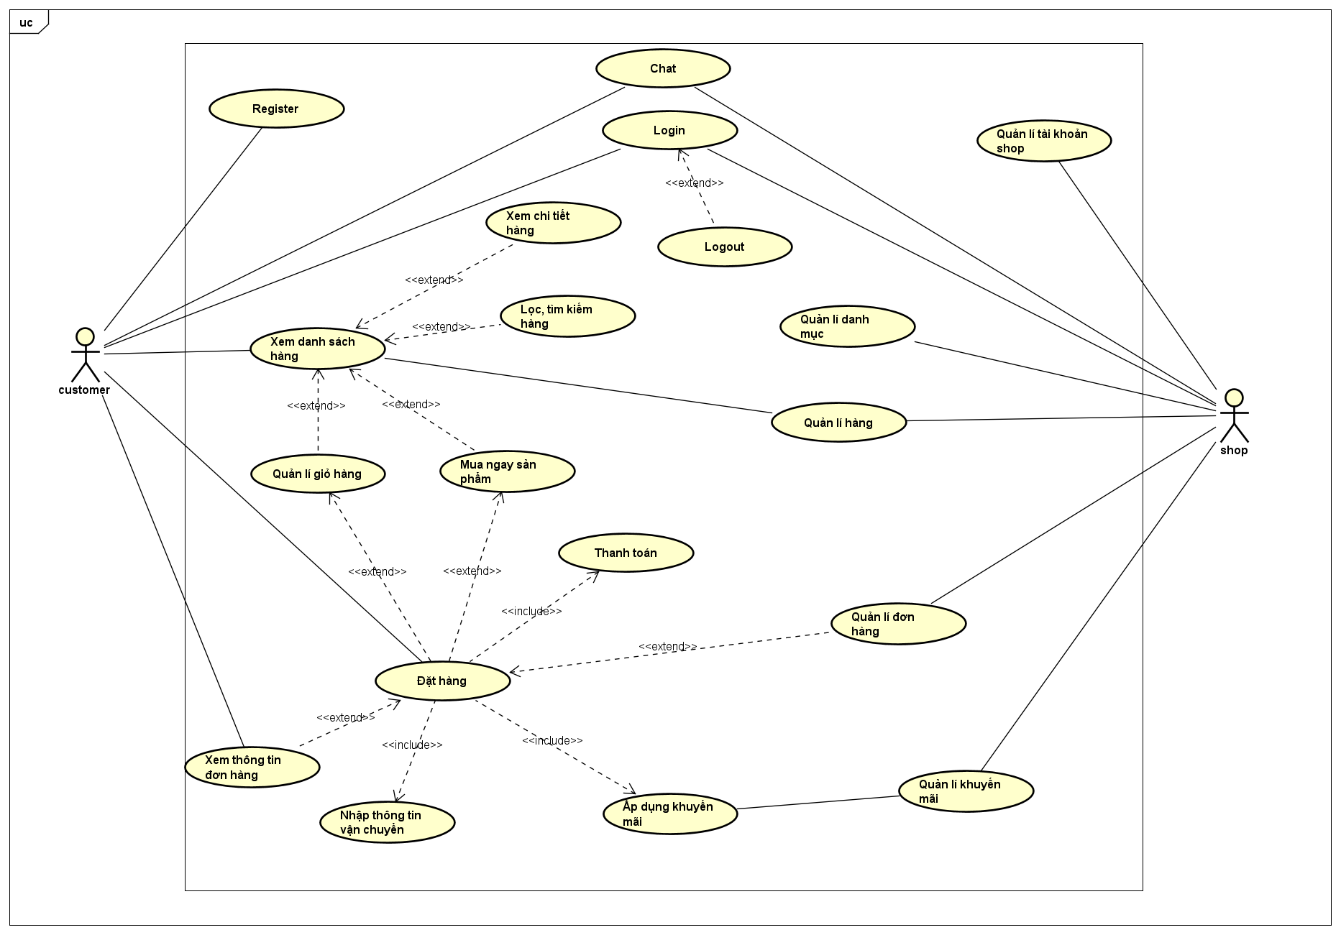 uc
Chat
Register
Login
Quản lí tài khoản
shop
<<extend>>
Xem chi tiết
hàng
Logout
<<extend>>
Lọc, tìm kiếm
hàng
Quản lí danh
mục
<<extend>>
Xem danh sách
hàng
customer
<<extend>>
<<extend>>
Quản lí hàng
shop
Quản lí giỏ hàng
Mua ngay sản
phẩm
Thanh toán
<<extend>>
<<extend>>
<<include>>
Quản lí đơn
hàng
<<extend>>
Đặt hàng
<<extend>>
<<include>>
<<include>>
Xem thông tin
đơn hàng
Quản lí khuyến
mãi
Áp dụng khuyến
mãi
Nhập thông tin
vận chuyển